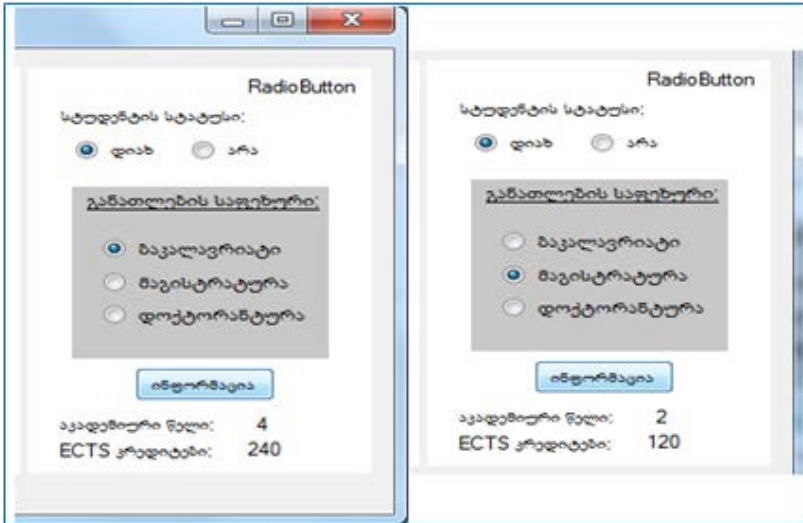 RadioButton
სტუდენტის სტატუსი:
დიახ არა
განათლების საფეხური:
ბაკალავრიატი
მაგისტრატურა
დოქტორანტურა
ინფორმაცია
აკადემიური წელი: 4
ECTS კრედიტები: 240
RadioButton
სტუდენტის სტატუსი:
დიახ არა
განათლების საფეხური:
ბაკალავრიატი
მაგისტრატურა
დოქტორანტურა
ინფორმაცია
აკადემიური წელი: 2
ECTS კრედიტები: 120